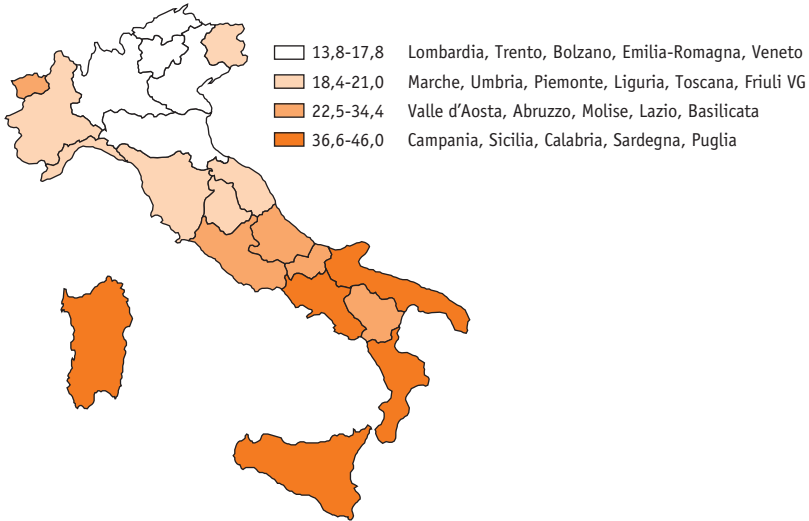 13,8-17,8 Lombardia, Trento, Bolzano, Emilia-Romagna, Veneto
18,4-21,0 Marche, Umbria, Piemonte, Liguria, Toscana, Friuli VG
22,5-34,4 Valle d'Aosta, Abruzzo, Molise, Lazio, Basilicata
36,6-46,0 Campania, Sicilia, Calabria, Sardegna, Puglia